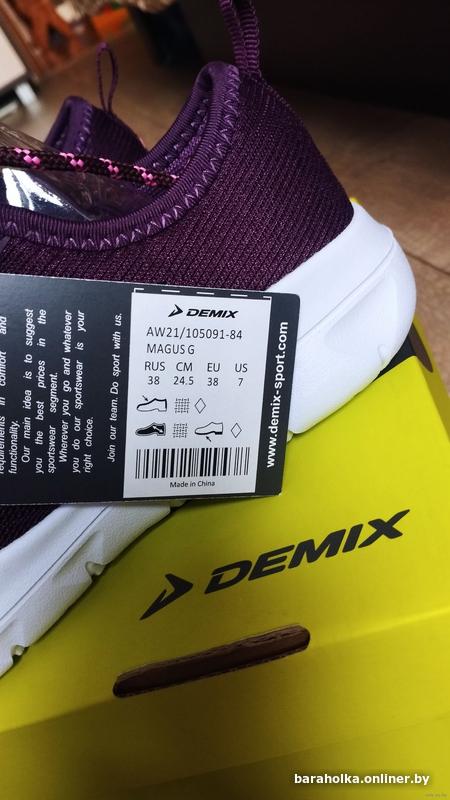 requirements in comfort and
functionality.
Our main idea is to suggest
you the best prices in the
sportswear segment.
Wherever you go and whatever
you do our sportswear is your
right choice.
Join our team. Do sport with us.
DEMIX
AW21/105091-84
MAGUS G
RUS CM EU US
38 24.5 38 7
Made in China
www.demix-sport.com
DEMIX
baraholka.onliner.by